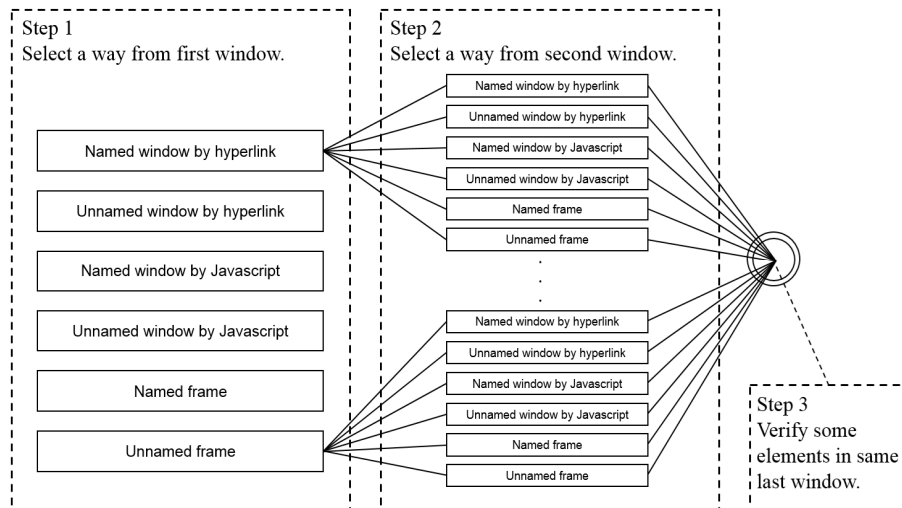 Step 1
Select a way from first window.
Named window by hyperlink
Unnamed window by hyperlink
Named window by Javascript
Unnamed window by Javascript
Named frame
Unnamed frame
Step 2
Select a way from second window.
Named window by hyperlink
Unnamed window by hyperlink
Named window by Javascript
Unnamed window by Javascript
Named frame
Unnamed frame
.
.
.
Named window by hyperlink
Unnamed window by hyperlink
Named window by Javascript
Unnamed window by Javascript
Named frame
Unnamed frame
Step 3
Verify some
elements in same
last window.